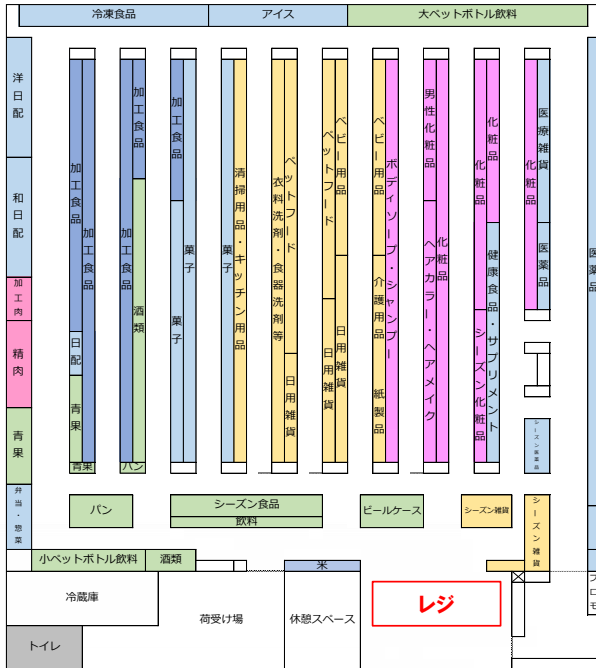 冷凍食品
アイス
大ペットボトル飲料
洋日配
和日配
加工肉
精肉
青果
弁当・惣菜
加工食品
日配
青果
加工食品
青果
加工食品
加工食品
酒類
パン
加工食品
菓子
菓子
菓子
清掃用品・キッチン用品
衣料洗剤・食器洗剤等
ペットフード
日用雑貨
ペットフード
日用雑貨
ベビー用品
日用雑貨
ベビー用品
介護用品
紙製品
ボディソープ・シャンプー
男性化粧品
ヘアカラー・ヘアメイク
化粧品
化粧品
シーズン化粧品
化粧品
健康食品・サプリメント
化粧品
医療雑貨
医薬品
医薬品
パン
シーズン食品
飲料
ビールケース
シーズン雑貨
シーズン雑貨
小ペットボトル飲料
酒類
米
冷蔵庫
荷受け場
休憩スペース
レジ
プロモ
トイレ